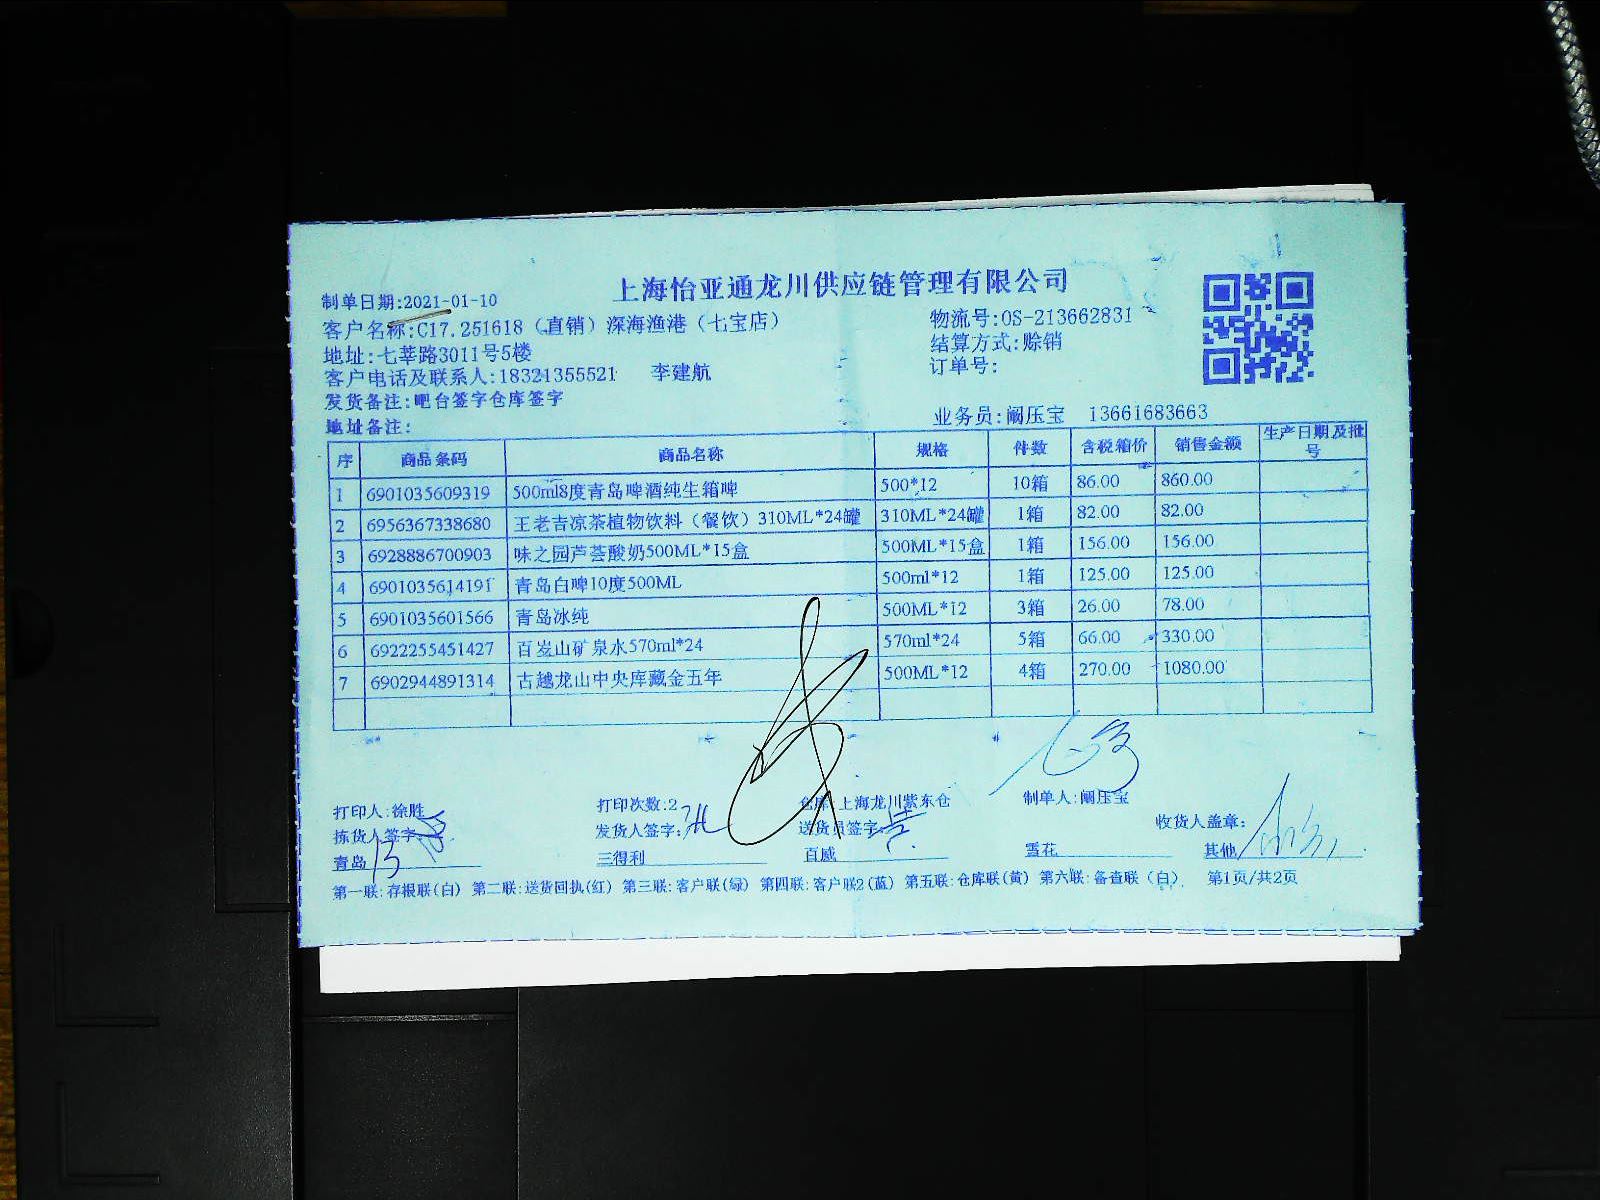 上海怡亚通龙川供应链管理有限公司
制单日期:2021-01-10
客户名称:C17.251618（直销）深海渔港（七宝店） 物流号:OS-213662831
地址:七莘路3011号5楼 结算方式:赊销
客户电话及联系人:18321355521 李建航 订单号:
发货备注:吧台签字仓库签字
地址备注: 业务员:阚压宝 13661683663
序 商品条码 商品名称 规格 件数 含税箱价 销售金额 生产日期及批号
1 6901035609319 500ml8度青岛啤酒纯生箱啤 500*12 10箱 86.00 860.00
2 6956367338680 王老吉凉茶植物饮料（餐饮）310ML*24罐 310ML*24罐 1箱 82.00 82.00
3 6928886700903 味之园芦荟酸奶500ML*15盒 500ML*15盒 1箱 156.00 156.00
4 6901035614191 青岛白啤10度500ML 500ml*12 1箱 125.00 125.00
5 6901035601566 青岛冰纯 500ML*12 3箱 26.00 78.00
6 6922255451427 百岁山矿泉水570ml*24 570ml*24 5箱 66.00 330.00
7 6902944891314 古越龙山中央库藏金五年 500ML*12 4箱 270.00 1080.00
打印人:徐胜 打印次数:2 仓库:上海龙川紫东仓 制单人:阚压宝
拣货人签字: 发货人签字: 送货员签字: 收货人盖章:
青岛 三得利 百威 雪花 其他
第一联:存根联(白) 第二联:送货回执(红) 第三联:客户联(绿) 第四联:客户联2(蓝) 第五联:仓库联(黄) 第六联:备查联（白） 第1页/共2页